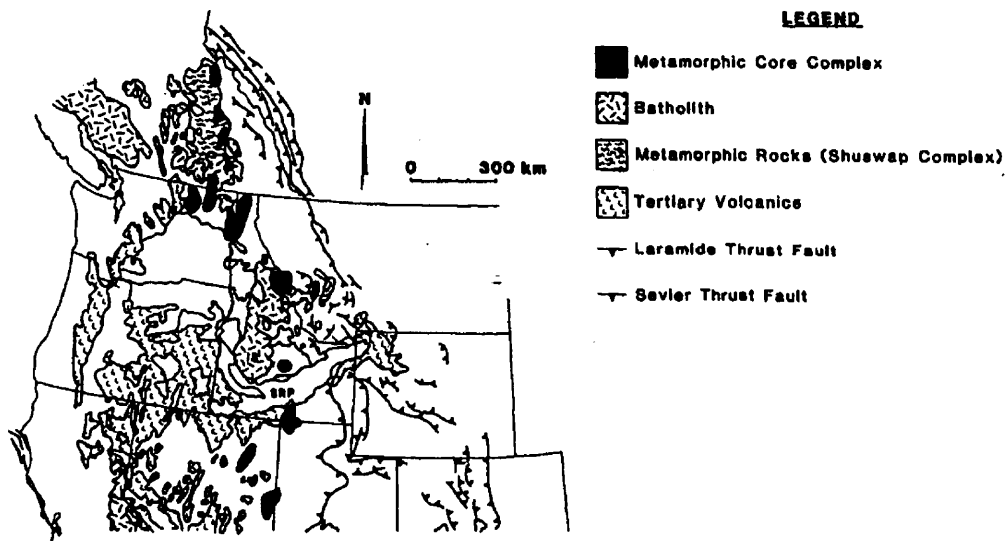 LEGEND
Metamorphic Core Complex
Batholith
Metamorphic Rocks (Shuswap Complex)
Tertiary Volcanics
Laramide Thrust Fault
Sevier Thrust Fault
N
0 300 km
SRP